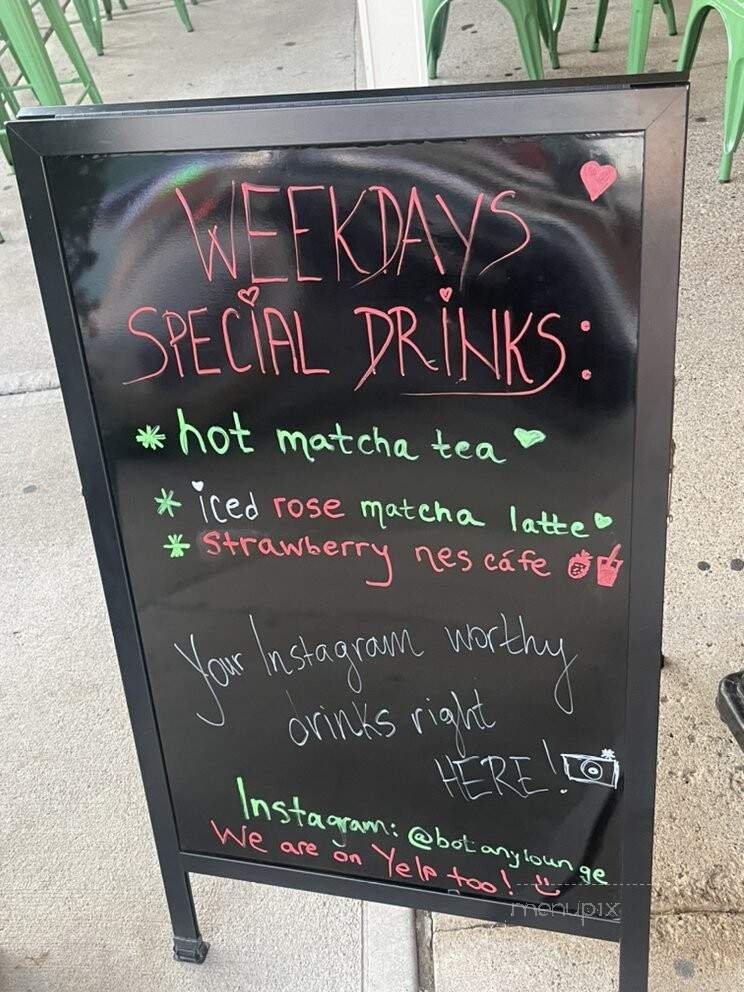 WEEKDAYS
SPECIAL DRINKS:
* hot matcha tea
* iced rose matcha latte
* strawberry nes cáfe
Your Instagram worthy
drinks right
HERE!
Instagram: @botanylounge
We are on Yelp too!
menupix